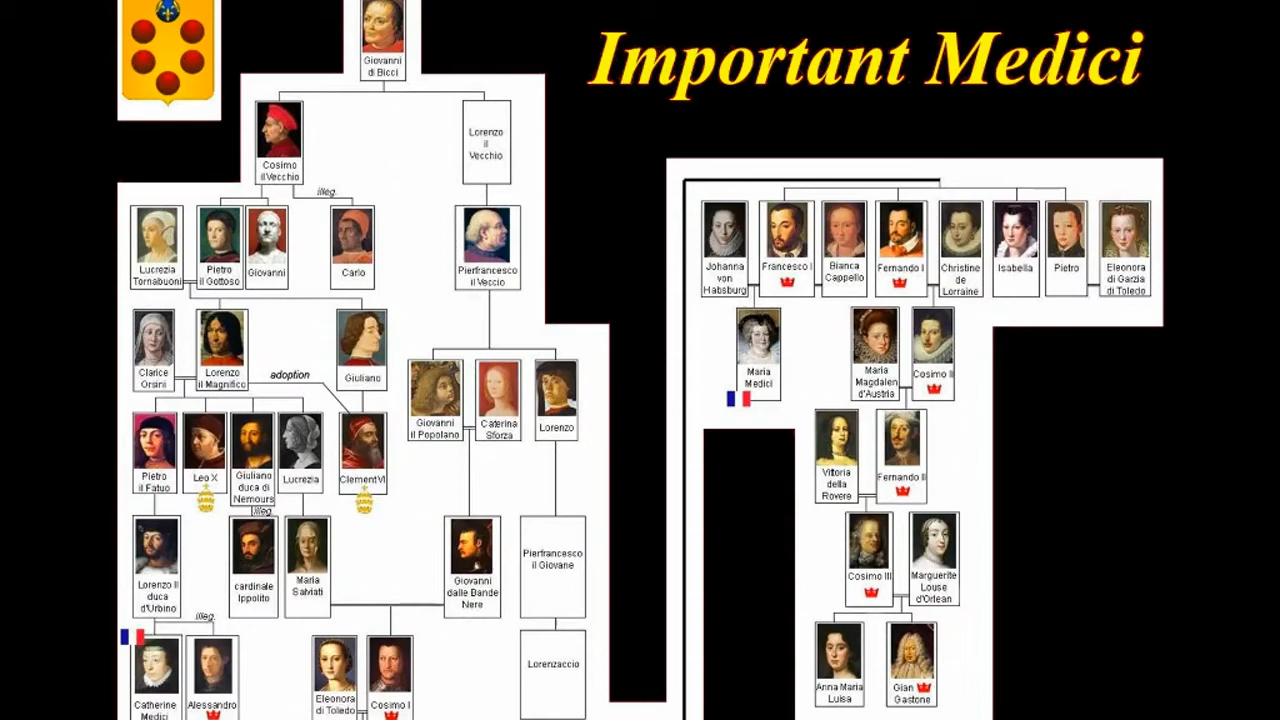 Important Medici
Giovanni
di Bicci
Cosimo
il Vecchio
Lorenzo
il
Vecchio
illeg.
Lucrezia
Tornabuoni
Pietro
il Gottoso
Giovanni
Carlo
Pierfrancesco
il Veccio
Clarice
Orsini
Lorenzo
il Magnifico
adoption
Giuliano
Giovanni
il Popolano
Caterina
Sforza
Lorenzo
Pietro
il Fatuo
Leo X
Giuliano
duca di
Nemours
Lucrezia
Clement VI
illeg.
Lorenzo II
duca
d'Urbino
cardinale
Ippolito
Maria
Salviati
Giovanni
dalle Bande
Nere
Pierfrancesco
il Giovane
illeg.
Catherine
Medici
Alessandro
Eleonora
di Toledo
Cosimo I
Lorenzaccio
Johanna
von
Habsburg
Francesco I
Bianca
Cappello
Fernando I
Christine
de
Lorraine
Isabella
Pietro
Eleonora
di Garzia
di Toledo
Maria
Medici
Maria
Magdalen
d'Austria
Cosimo II
Vittoria
della
Rovere
Fernando II
Cosimo III
Marguerite
Louse
d'Orlean
Anna Maria
Luisa
Gian
Gastone